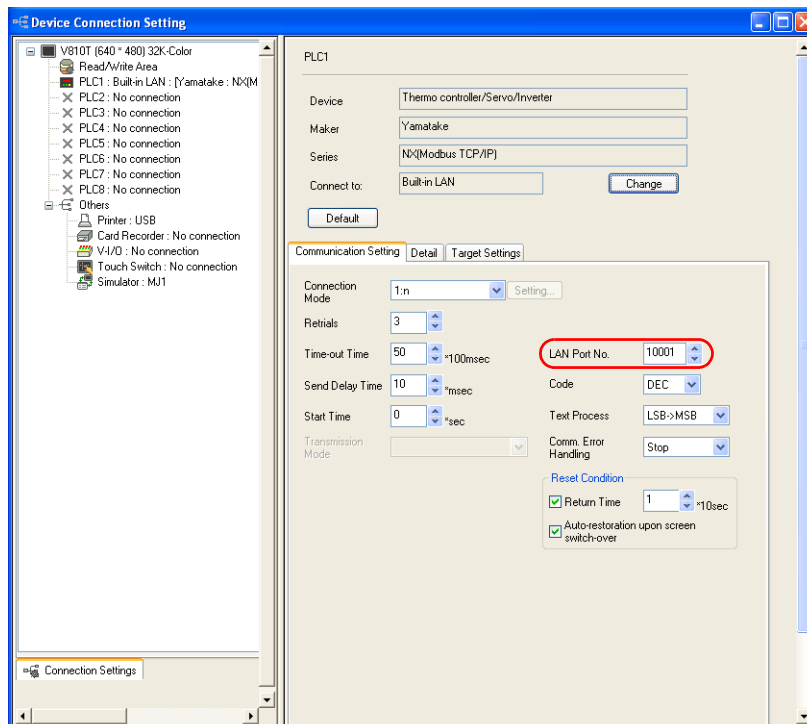 Device Connection Setting
V810T (640 * 480) 32K-Color
Read/Write Area
PLC1 : Built-in LAN : [Yamatake : NX(M
PLC2 : No connection
PLC3 : No connection
PLC4 : No connection
PLC5 : No connection
PLC6 : No connection
PLC7 : No connection
PLC8 : No connection
Others
Printer : USB
Card Recorder : No connection
V-I/O : No connection
Touch Switch : No connection
Simulator : MJ1
Connection Settings
PLC1
Device Thermo controller/Servo/Inverter
Maker Yamatake
Series NX(Modbus TCP/IP)
Connect to: Built-in LAN Change
Default
Communication Setting Detail Target Settings
Connection Mode 1:n Setting...
Retrials 3
Time-out Time 50 *100msec LAN Port No. 10001
Send Delay Time 10 *msec Code DEC
Start Time 0 *sec Text Process LSB->MSB
Transmission Mode Comm. Error Handling Stop
Reset Condition
Return Time 1 *10sec
Auto-restoration upon screen
switch-over